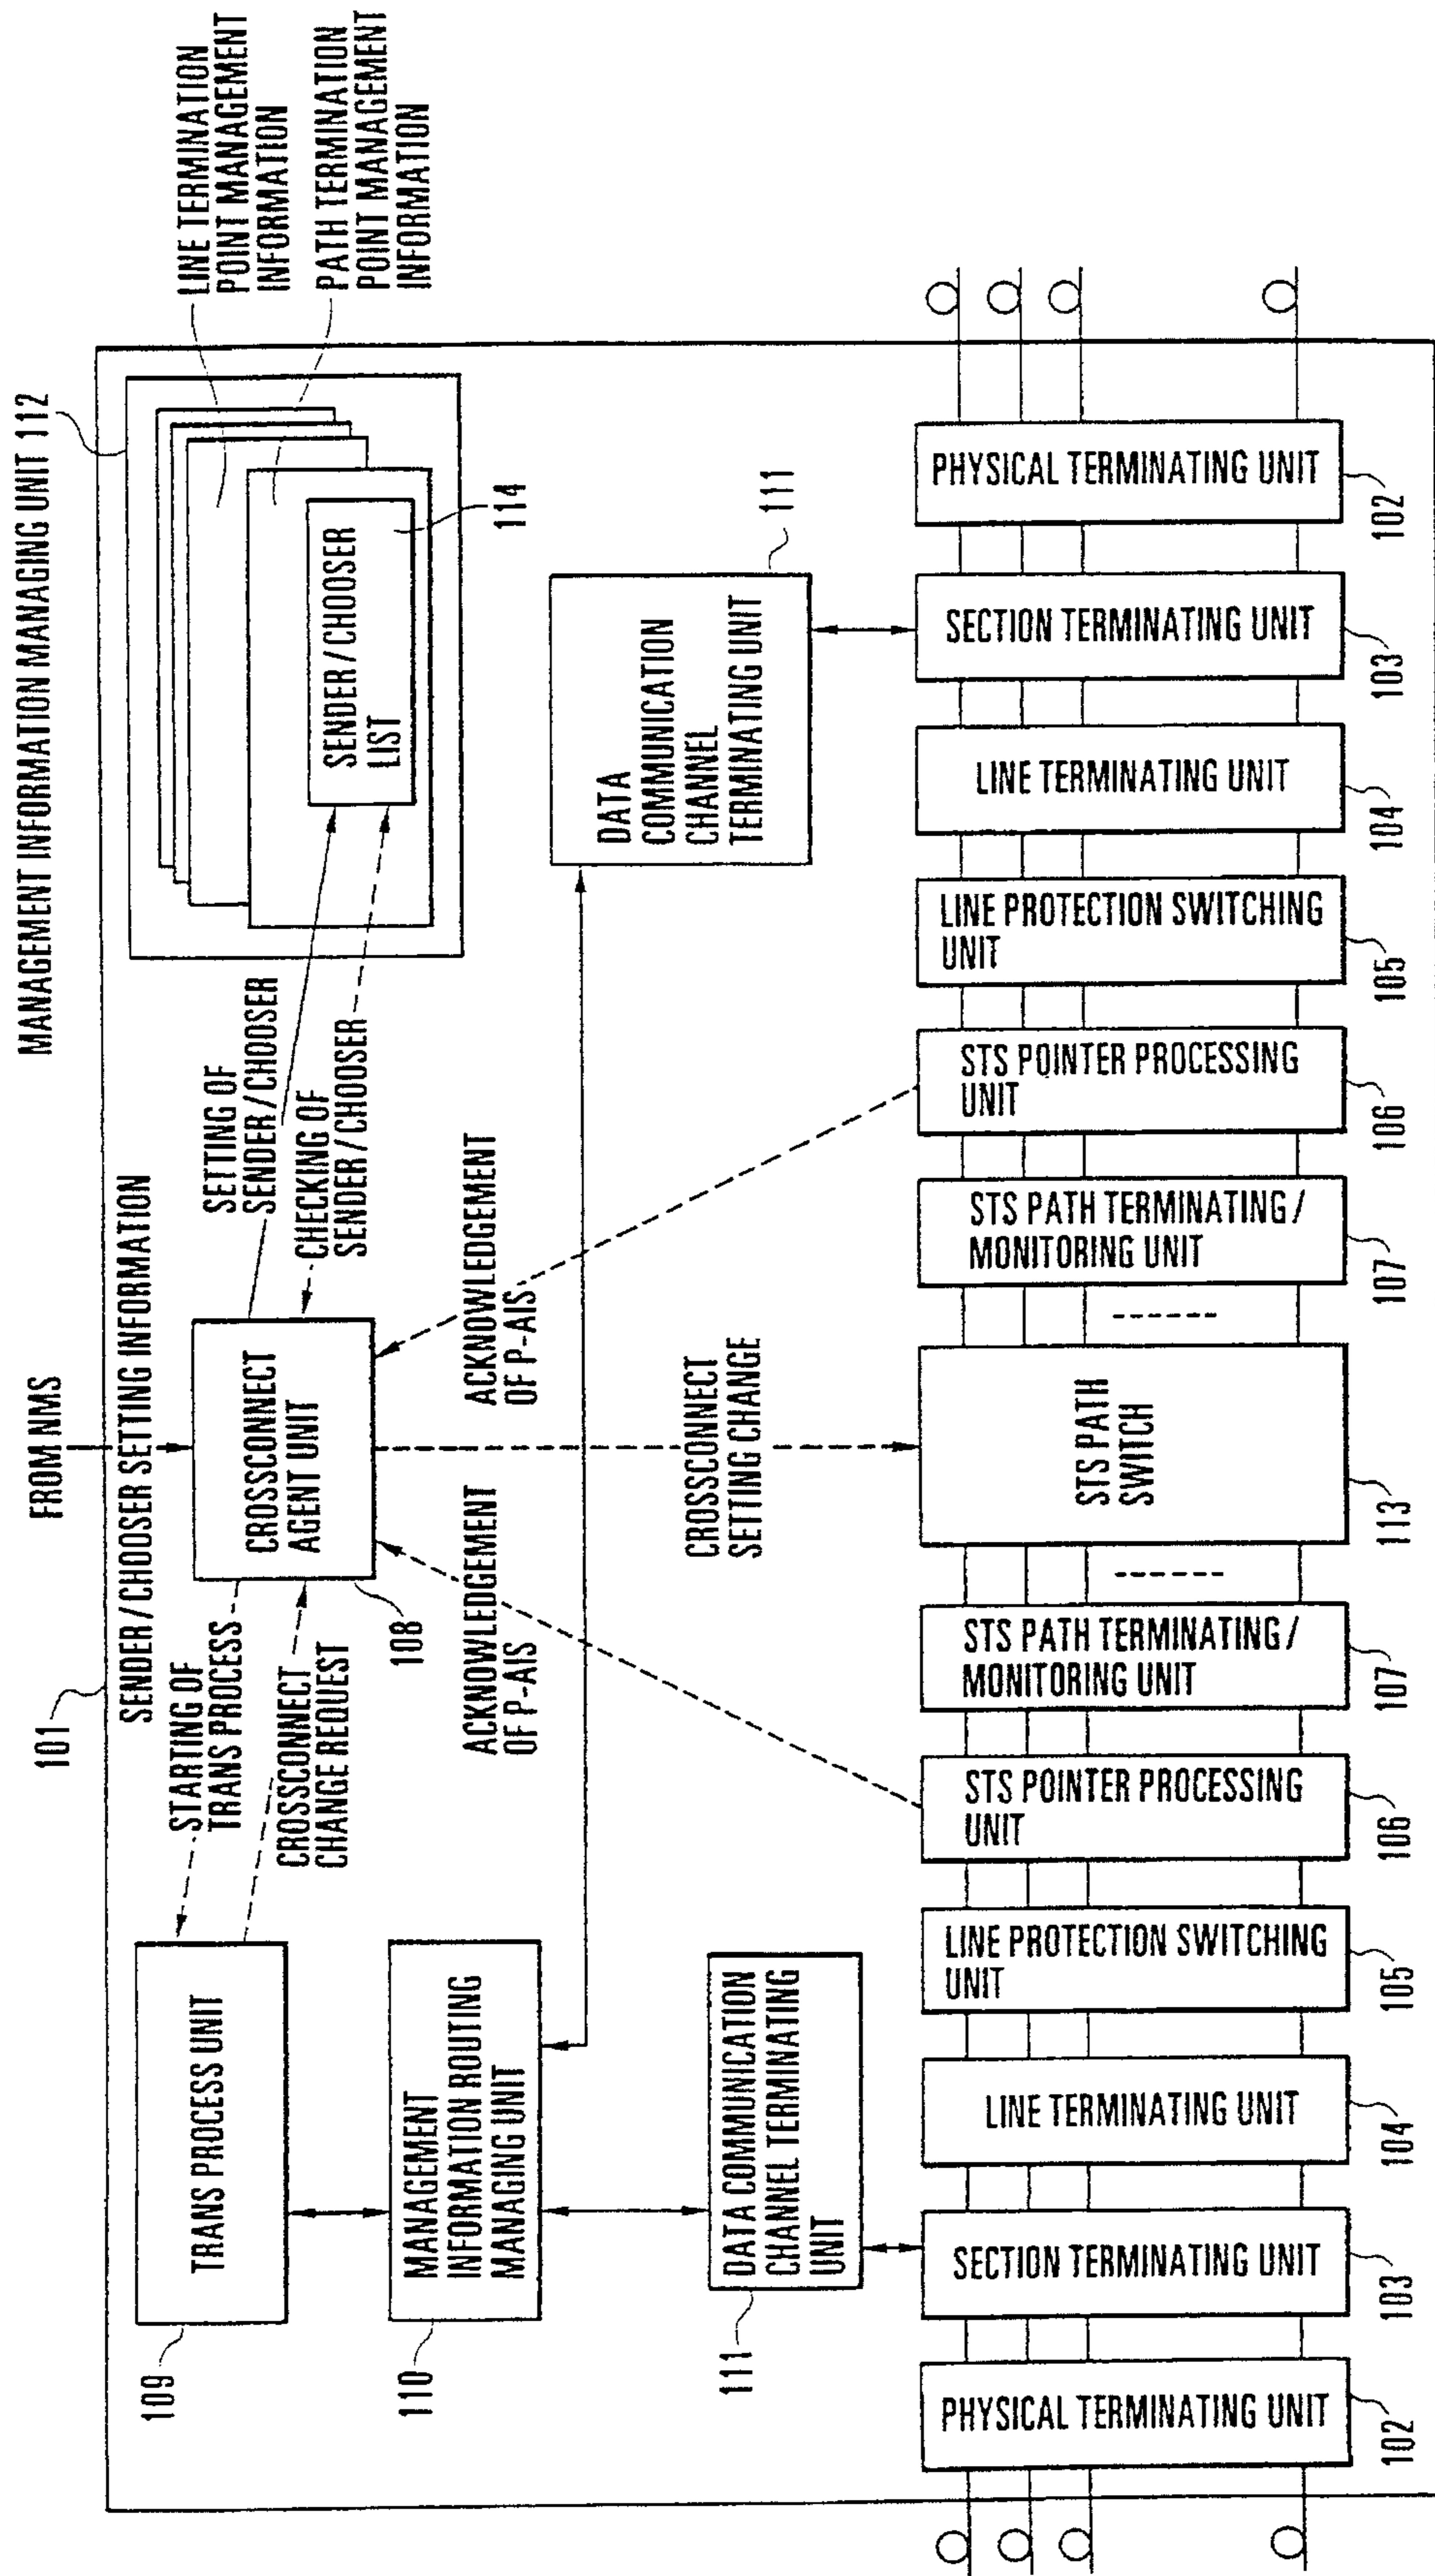 MANAGEMENT INFORMATION MANAGING UNIT 112
FROM NMS
101
SENDER/CHOOSER SETTING INFORMATION
LINE TERMINATION
POINT MANAGEMENT
INFORMATION
PATH TERMINATION
POINT MANAGEMENT
INFORMATION
SENDER/CHOOSER
LIST
114
SETTING OF
SENDER/CHOOSER
CHECKING OF
SENDER/CHOOSER
CROSSCONNECT
AGENT UNIT
108
STARTING OF
TRANS PROCESS
CROSSCONNECT
CHANGE REQUEST
TRANS PROCESS UNIT
109
MANAGEMENT
INFORMATION ROUTING
MANAGING UNIT
110
ACKNOWLEDGEMENT
OF P-AIS
ACKNOWLEDGEMENT
OF P-AIS
CROSSCONNECT
SETTING CHANGE
DATA COMMUNICATION
CHANNEL TERMINATING
UNIT
111
DATA
COMMUNICATION
CHANNEL
TERMINATING UNIT
111
PHYSICAL TERMINATING UNIT
102
SECTION TERMINATING UNIT
103
LINE TERMINATING UNIT
104
LINE PROTECTION SWITCHING
UNIT
105
STS POINTER PROCESSING
UNIT
106
STS PATH TERMINATING/
MONITORING UNIT
107
STS PATH
SWITCH
113
STS PATH TERMINATING/
MONITORING UNIT
107
STS POINTER PROCESSING
UNIT
106
LINE PROTECTION SWITCHING
UNIT
105
LINE TERMINATING UNIT
104
SECTION TERMINATING UNIT
103
PHYSICAL TERMINATING UNIT
102